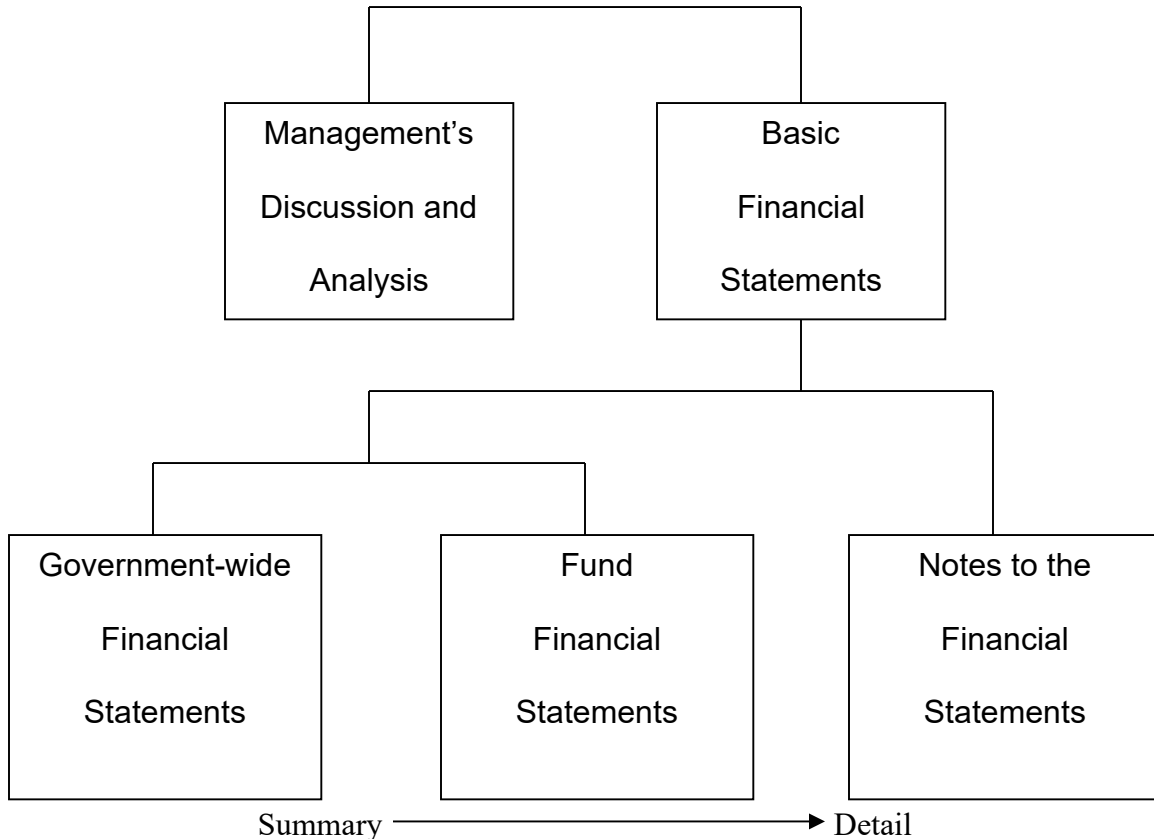 Management’s
Discussion and
Analysis
Basic
Financial
Statements
Government-wide
Financial
Statements
Fund
Financial
Statements
Notes to the
Financial
Statements
Summary
Detail